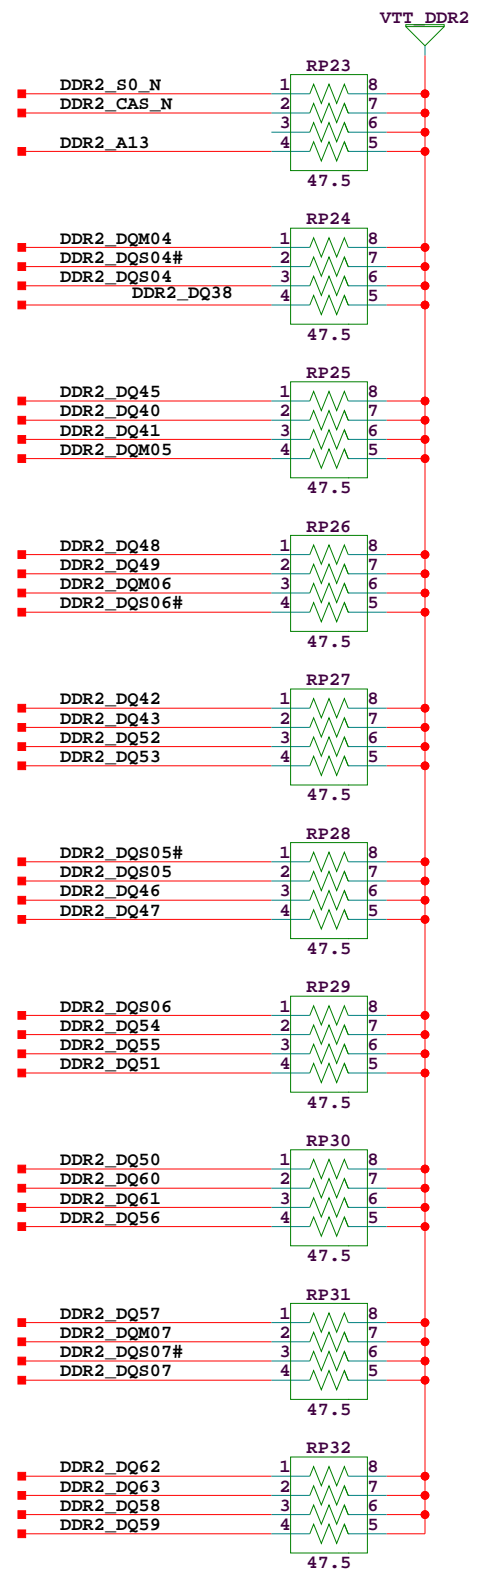 VTT_DDR2
RP23
DDR2_S0_N 1 8
DDR2_CAS_N 2 7
3 6
DDR2_A13 4 5
47.5
RP24
DDR2_DQM04 1 8
DDR2_DQS04# 2 7
DDR2_DQS04 3 6
DDR2_DQ38 4 5
47.5
RP25
DDR2_DQ45 1 8
DDR2_DQ40 2 7
DDR2_DQ41 3 6
DDR2_DQM05 4 5
47.5
RP26
DDR2_DQ48 1 8
DDR2_DQ49 2 7
DDR2_DQM06 3 6
DDR2_DQS06# 4 5
47.5
RP27
DDR2_DQ42 1 8
DDR2_DQ43 2 7
DDR2_DQ52 3 6
DDR2_DQ53 4 5
47.5
RP28
DDR2_DQS05# 1 8
DDR2_DQS05 2 7
DDR2_DQ46 3 6
DDR2_DQ47 4 5
47.5
RP29
DDR2_DQS06 1 8
DDR2_DQ54 2 7
DDR2_DQ55 3 6
DDR2_DQ51 4 5
47.5
RP30
DDR2_DQ50 1 8
DDR2_DQ60 2 7
DDR2_DQ61 3 6
DDR2_DQ56 4 5
47.5
RP31
DDR2_DQ57 1 8
DDR2_DQM07 2 7
DDR2_DQS07# 3 6
DDR2_DQS07 4 5
47.5
RP32
DDR2_DQ62 1 8
DDR2_DQ63 2 7
DDR2_DQ58 3 6
DDR2_DQ59 4 5
47.5